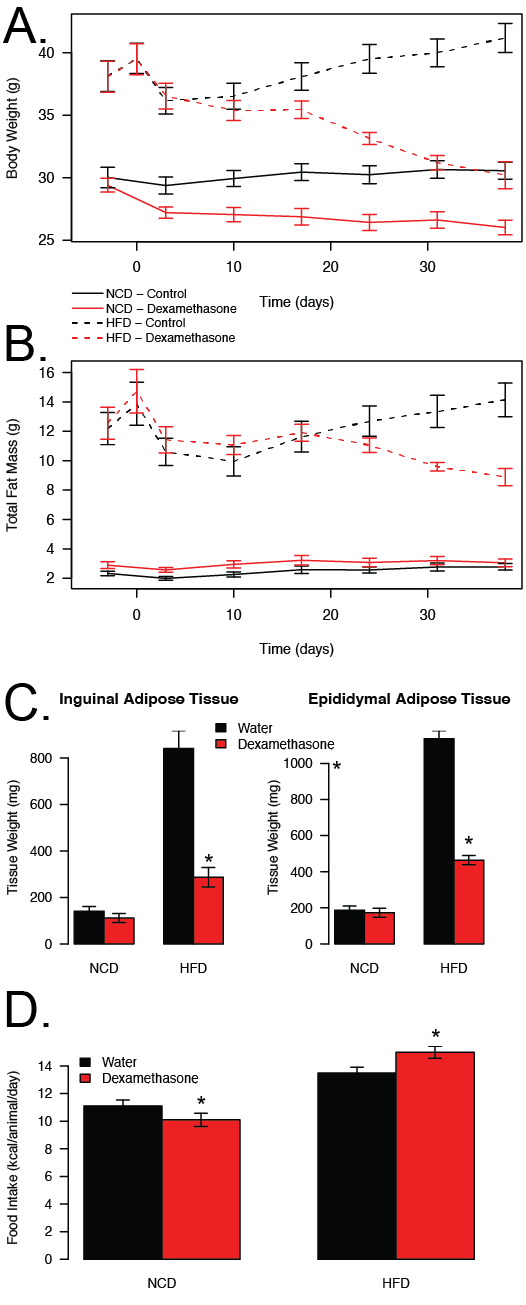 A.
Body Weight (g)
40
35
30
25
0 10 20 30
Time (days)
NCD – Control
NCD – Dexamethasone
HFD – Control
HFD – Dexamethasone
B.
Total Fat Mass (g)
16
14
12
10
8
6
4
2
0 10 20 30
Time (days)
C.
Inguinal Adipose Tissue
Epididymal Adipose Tissue
Water
Dexamethasone
Tissue Weight (mg)
800
600
400
200
0
*
NCD HFD
Tissue Weight (mg)
1000
800
600
400
200
0
*
*
NCD HFD
D.
Water
Dexamethasone
Food Intake (kcal/animal/day)
14
12
10
8
6
4
2
0
*
*
NCD HFD